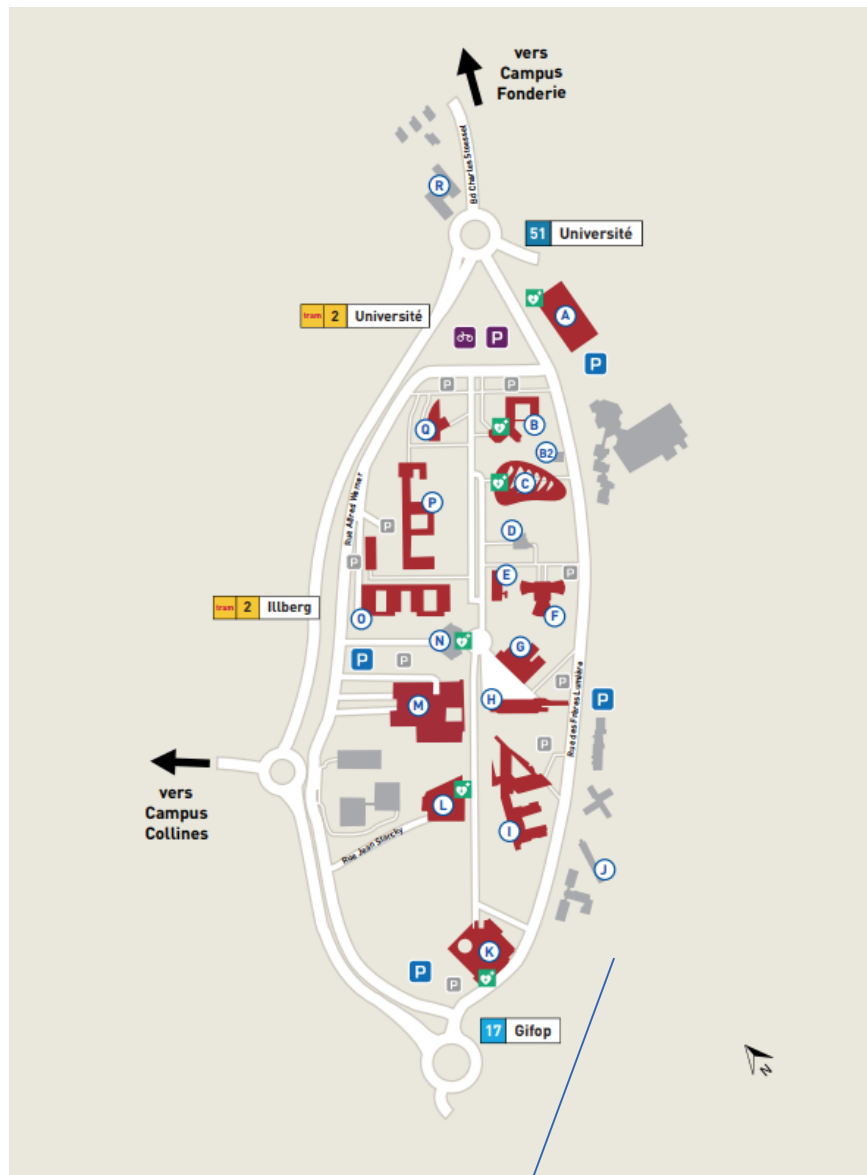 vers
Campus
Fonderie
Bd Charles Stoessel
R
51 Université
tram 2 Université
A
P
P
P
P
Q
B
B2
C
P
Rue Alfred Werner
P
D
P
E
P
F
tram 2 Illberg
O
N
G
P
P
P
M
H
P
Rue des Frères Lumière
P
vers
Campus
Collines
L
I
Rue Jean Starcky
J
K
P
P
17 Gifop
N